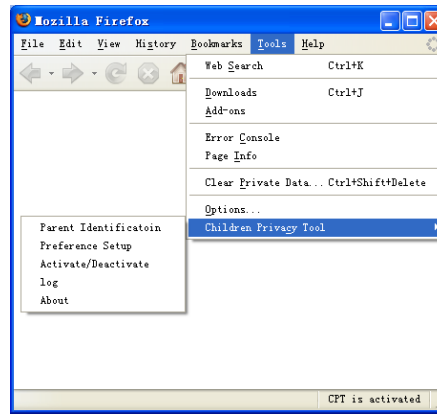 Mozilla Firefox
File Edit View History Bookmarks Tools Help
Web Search Ctrl+K
Downloads Ctrl+J
Add-ons
Error Console
Page Info
Clear Private Data... Ctrl+Shift+Delete
Options...
Children Privacy Tool
Parent Identificatoin
Preference Setup
Activate/Deactivate
log
About
CPT is activated